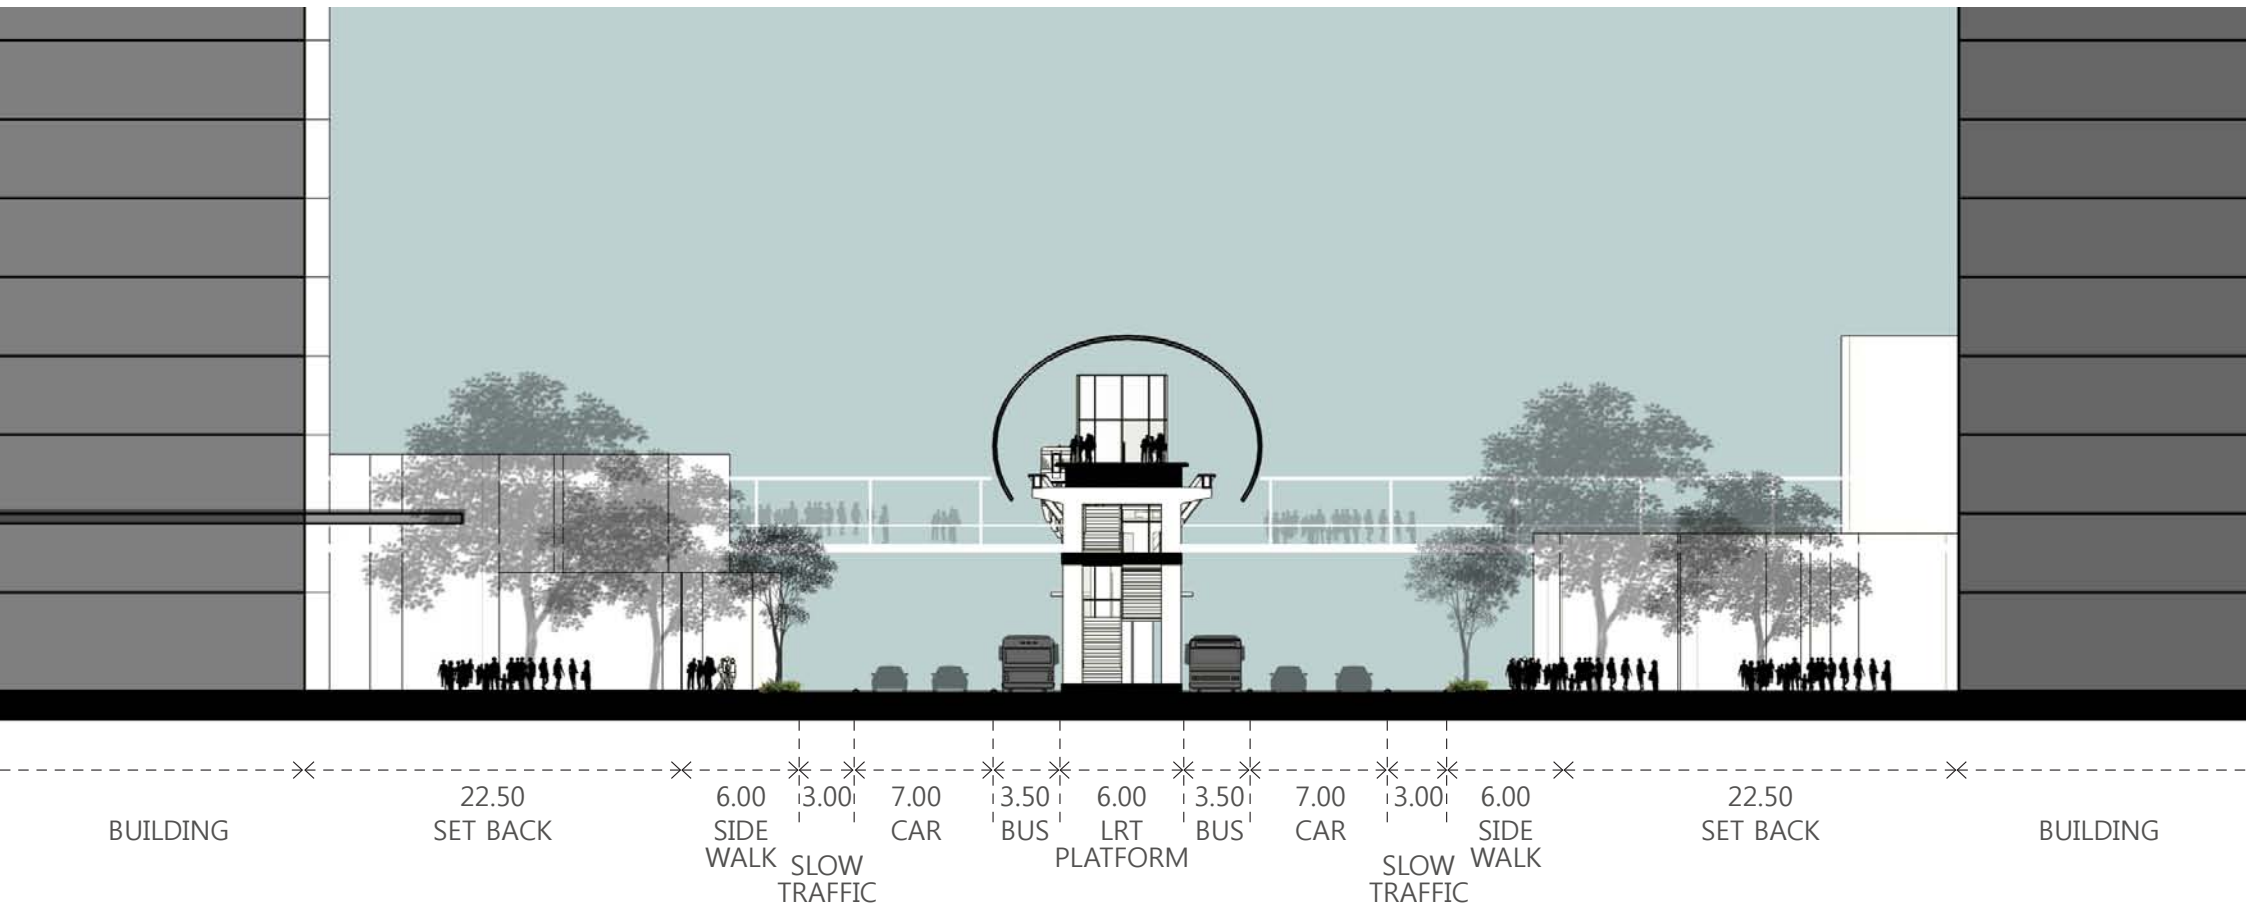 22.50 6.00 3.00 7.00 3.50 6.00 3.50 7.00 3.00 6.00 22.50
BUILDING SET BACK SIDE CAR BUS LRT BUS CAR SIDE SET BACK BUILDING
WALK PLATFORM WALK
SLOW SLOW
TRAFFIC TRAFFIC